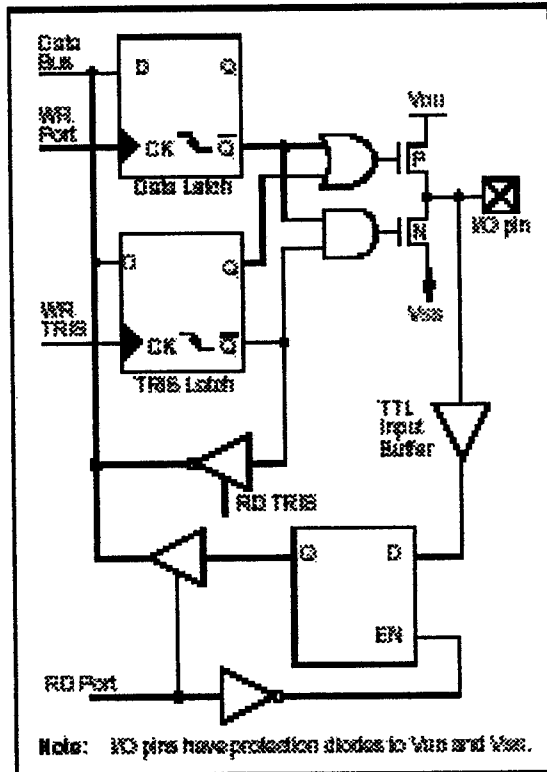 Data
Bus
D
Q
WR
Port
CK
Q
Data Latch
VDD
P
I/O pin
N
D
Q
WR
TRIS
CK
Q
TRIS Latch
VSS
TTL
Input
Buffer
RD TRIS
Q
D
EN
RD Port
Note: I/O pins have protection diodes to VDD and VSS.